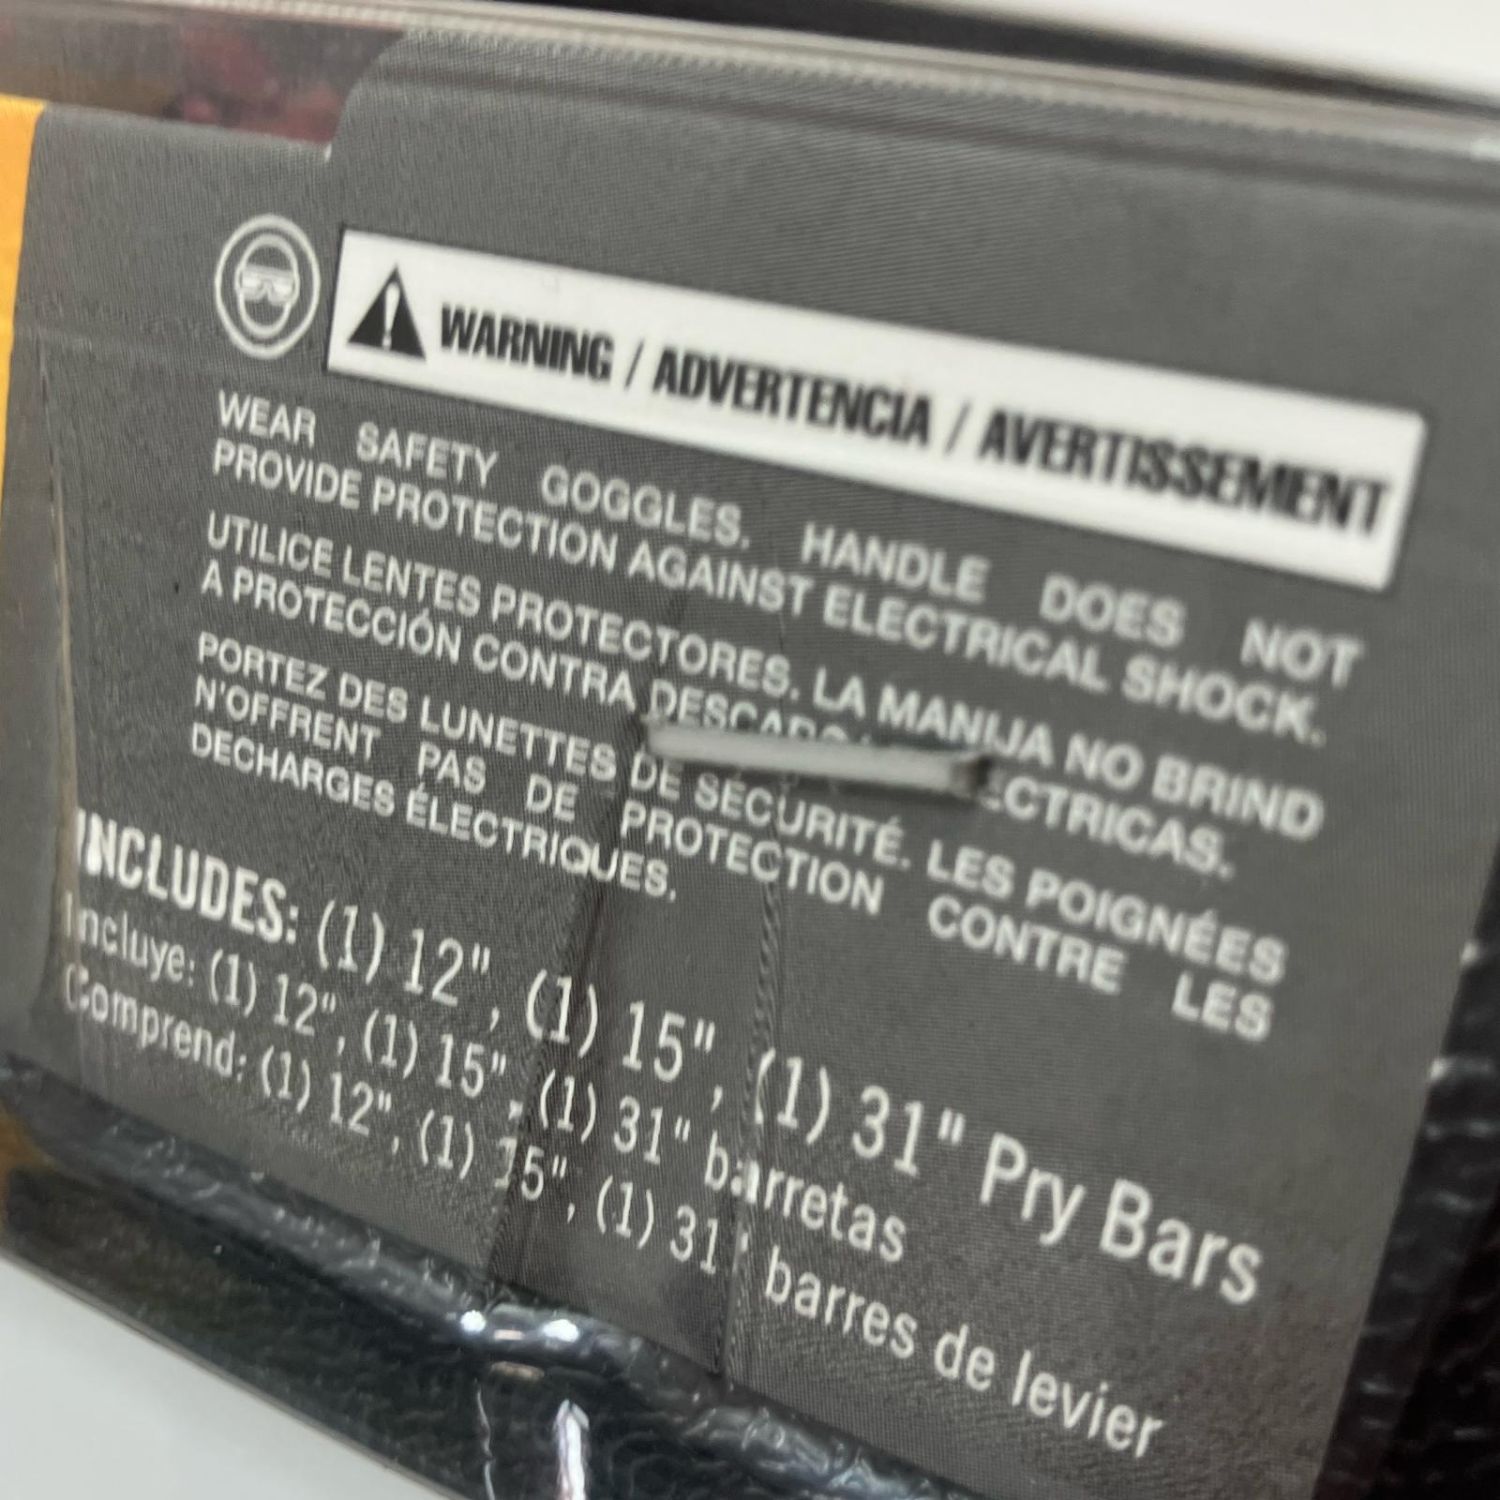 WARNING / ADVERTENCIA / AVERTISSEMENT
WEAR SAFETY GOGGLES. HANDLE DOES NOT
PROVIDE PROTECTION AGAINST ELECTRICAL SHOCK.
UTILICE LENTES PROTECTORES. LA MANIJA NO BRIND
A PROTECCIÓN CONTRA
PORTEZ DES LUNETTES DE SÉCURITÉ. LES POIGNÉES
N'OFFRENT PAS DE PROTECTION CONTRE LES
DECHARGES ÉLECTRIQUES.
INCLUDES: (1) 12", (1) 15", (1) 31" Pry Bars
Incluye: (1) 12", (1) 15", (1) 31" barretas
Comprend: (1) 12", (1) 15", (1) 31" barres de levier